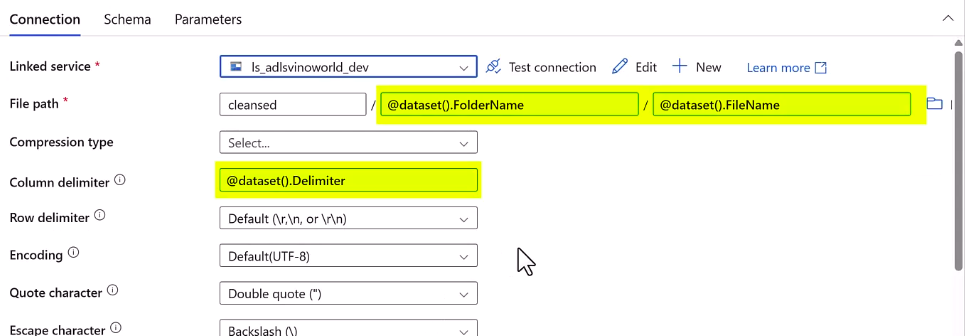 Connection Schema Parameters
Linked service * ls_adlsvinoworld_dev Test connection Edit New Learn more
File path * cleansed / @dataset().FolderName / @dataset().FileName
Compression type Select...
Column delimiter @dataset().Delimiter
Row delimiter Default (\r,\n, or \r\n)
Encoding Default(UTF-8)
Quote character Double quote (")
Escape character Backslash (\)